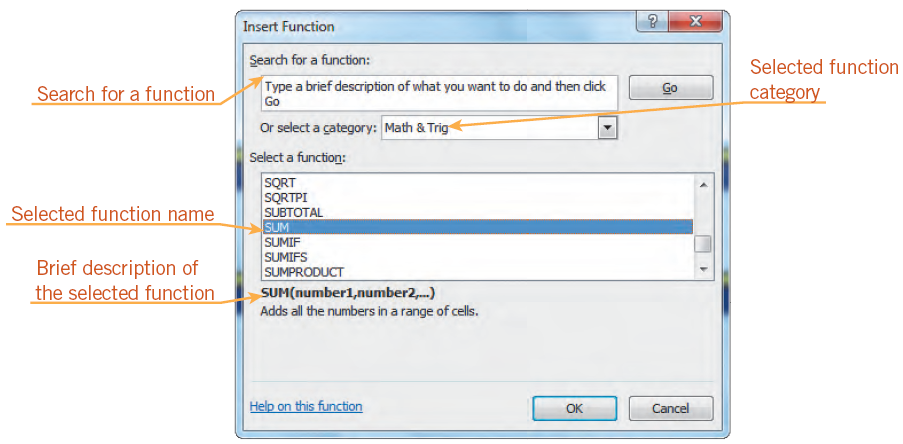 Insert Function
Search for a function:
Search for a function
Type a brief description of what you want to do and then click
Go
Go
Selected function
category
Or select a category: Math & Trig
Select a function:
SQRT
SQRTPI
SUBTOTAL
Selected function name
SUM
SUMIF
SUMIFS
SUMPRODUCT
Brief description of
the selected function
SUM(number1,number2,...)
Adds all the numbers in a range of cells.
Help on this function
OK
Cancel